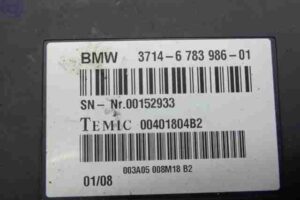 BMW 3714-6 783 986-01
SN- Nr.00152933
TEMIC 00401804B2
003A05 008M18 B2
01/08